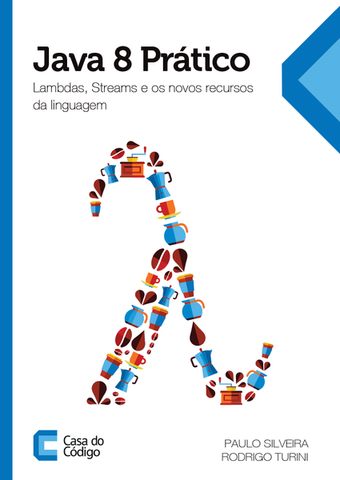 Java 8 Prático
Lambdas, Streams e os novos recursos
da linguagem
Casa do
Código
PAULO SILVEIRA
RODRIGO TURINI